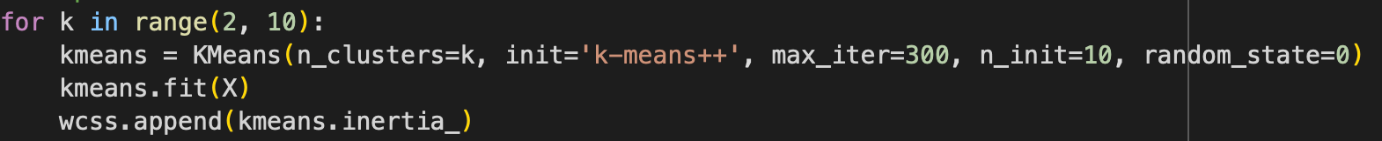 for k in range(2, 10):
    kmeans = KMeans(n_clusters=k, init='k-means++', max_iter=300, n_init=10, random_state=0)
    kmeans.fit(X)
    wcss.append(kmeans.inertia_)